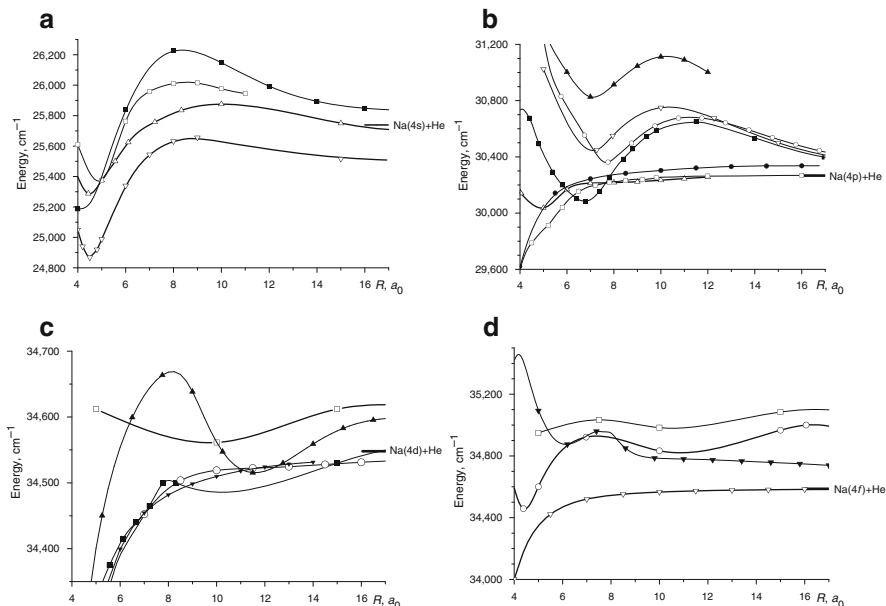 a
Energy, cm⁻¹
26,200
26,000
25,800
25,600
25,400
25,200
25,000
24,800
4 6 8 10 12 14 16 R, a₀
Na(4s)+He
b
Energy, cm⁻¹
31,200
30,800
30,400
30,000
29,600
4 6 8 10 12 14 16 R, a₀
Na(4p)+He
c
Energy, cm⁻¹
34,700
34,600
34,500
34,400
4 6 8 10 12 14 16 R, a₀
Na(4d)+He
d
Energy, cm⁻¹
35,200
34,800
34,400
34,000
4 6 8 10 12 14 16 R, a₀
Na(4f)+He